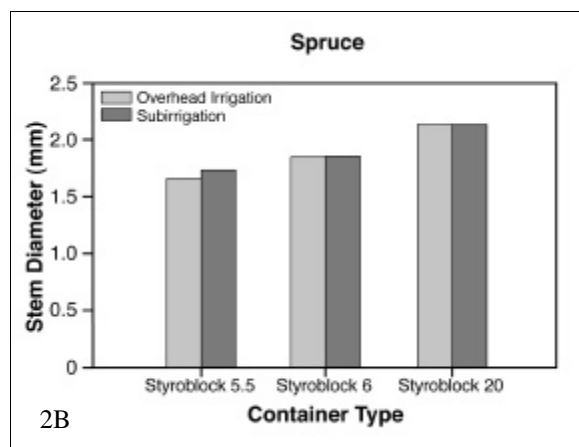 Spruce
Overhead Irrigation
Subirrigation
Stem Diameter (mm)
2.5
2.0
1.5
1.0
0.5
0
Styroblock 5.5 Styroblock 6 Styroblock 20
Container Type
2B